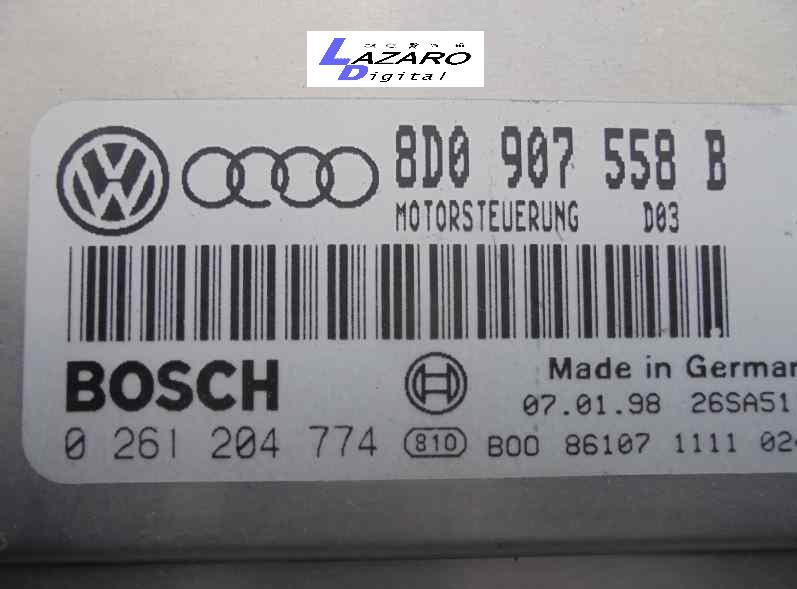 LAZARO
Digital
8D0 907 558 B
MOTORSTEUERUNG D03
BOSCH
Made in German
07.01.98 26SA51
0 261 204 774 810 B00 86107 1111 024